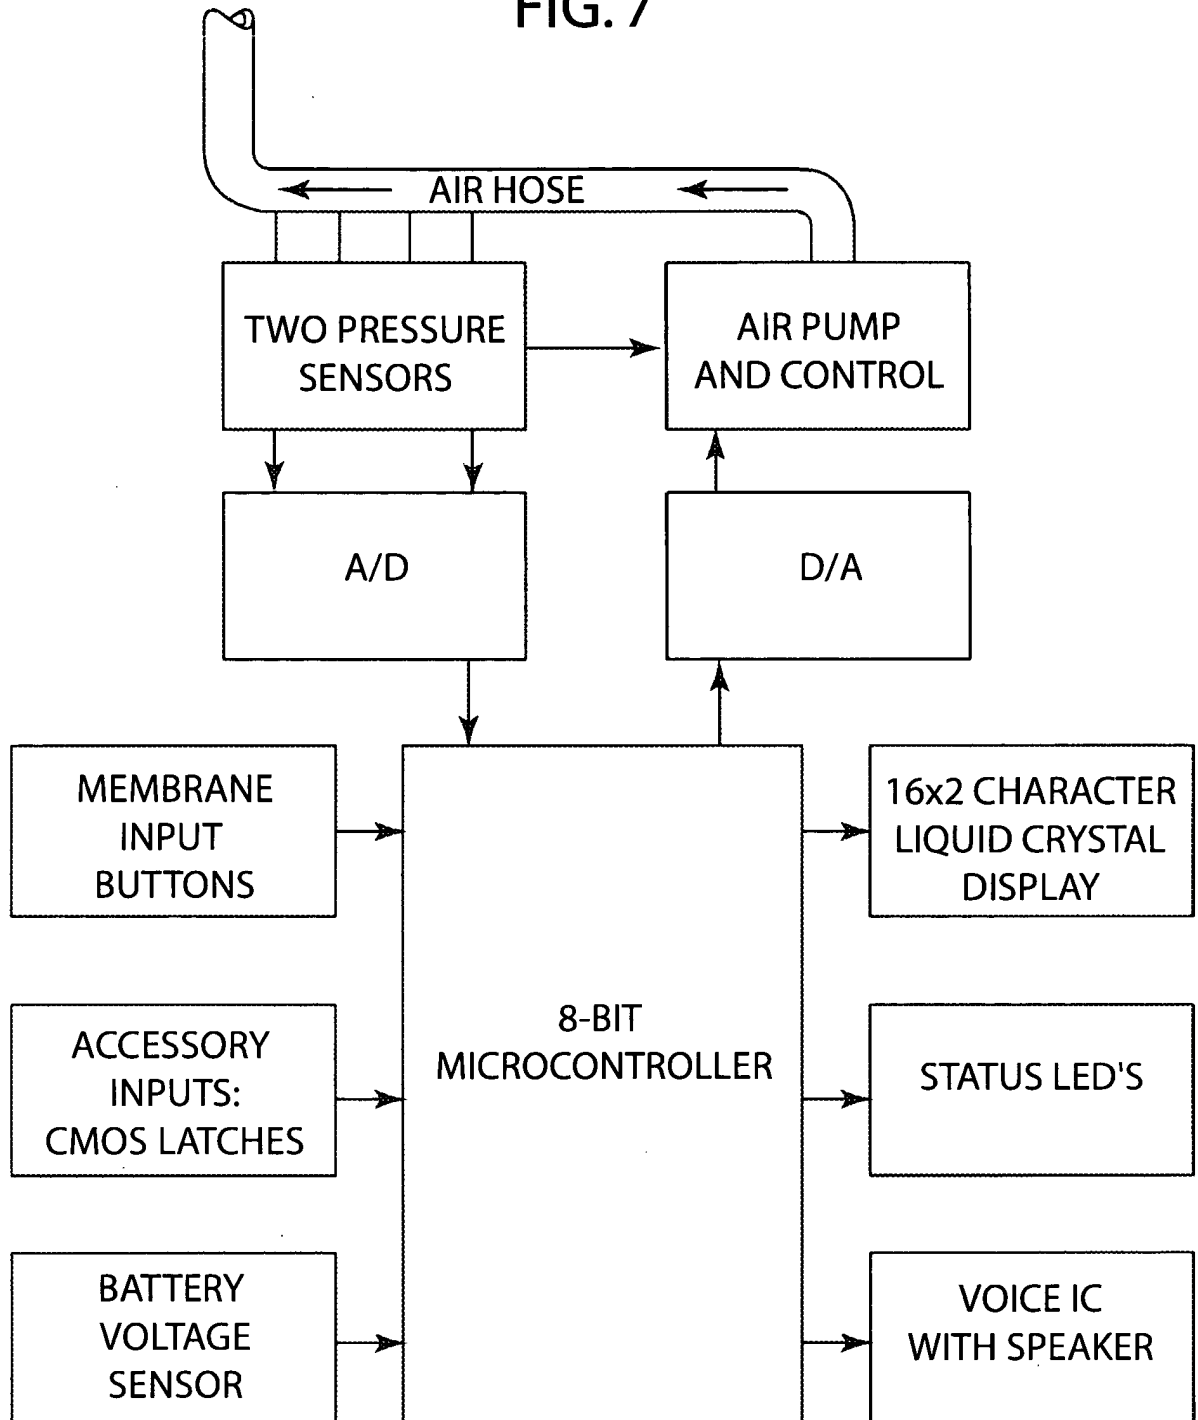 FIG. 7
AIR HOSE
TWO PRESSURE
SENSORS
AIR PUMP
AND CONTROL
A/D
D/A
MEMBRANE
INPUT
BUTTONS
16x2 CHARACTER
LIQUID CRYSTAL
DISPLAY
8-BIT
MICROCONTROLLER
ACCESSORY
INPUTS:
CMOS LATCHES
STATUS LED'S
BATTERY
VOLTAGE
SENSOR
VOICE IC
WITH SPEAKER